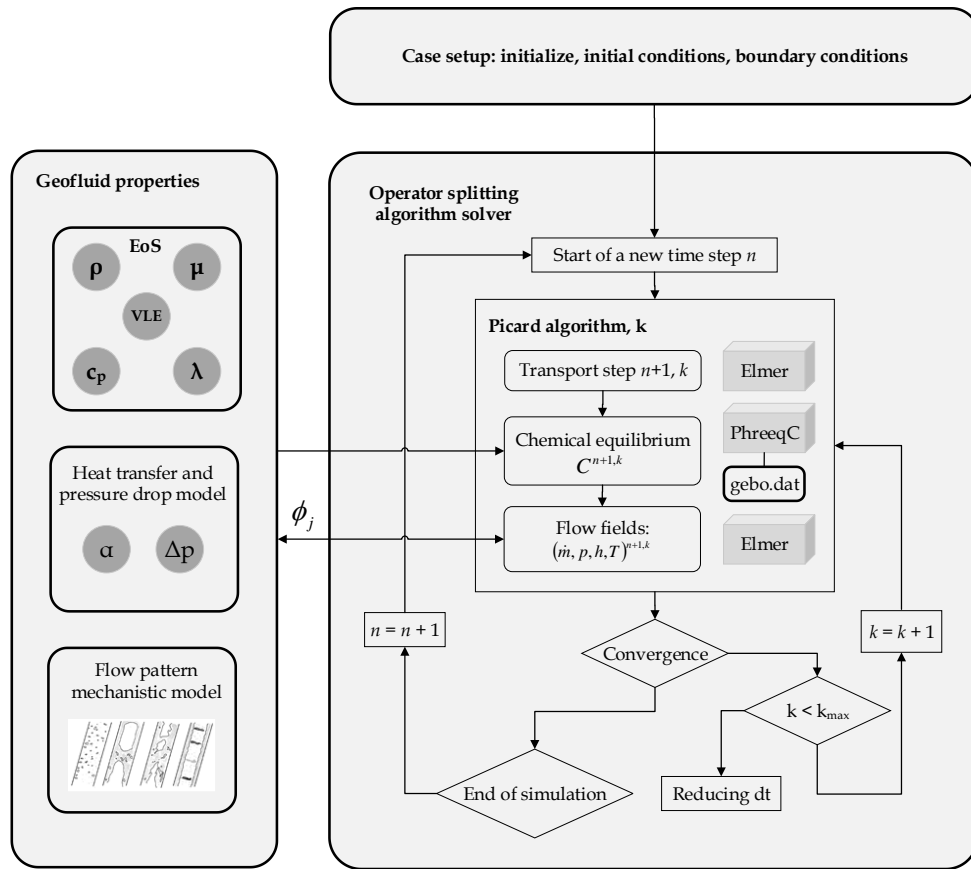 Case setup: initialize, initial conditions, boundary conditions
Geofluid properties
EoS
ρ
μ
VLE
cₚ
λ
Heat transfer and
pressure drop model
α
Δp
Flow pattern
mechanistic model
ϕⱼ
Operator splitting
algorithm solver
Start of a new time step n
Picard algorithm, k
Transport step n+1, k
Elmer
Chemical equilibrium
Cⁿ⁺¹,ᵏ
PhreeqC
gebo.dat
Flow fields:
(ṁ, p, h, T)ⁿ⁺¹,ᵏ
Elmer
n = n + 1
k = k + 1
Convergence
k < kₘₐₓ
End of simulation
Reducing dt